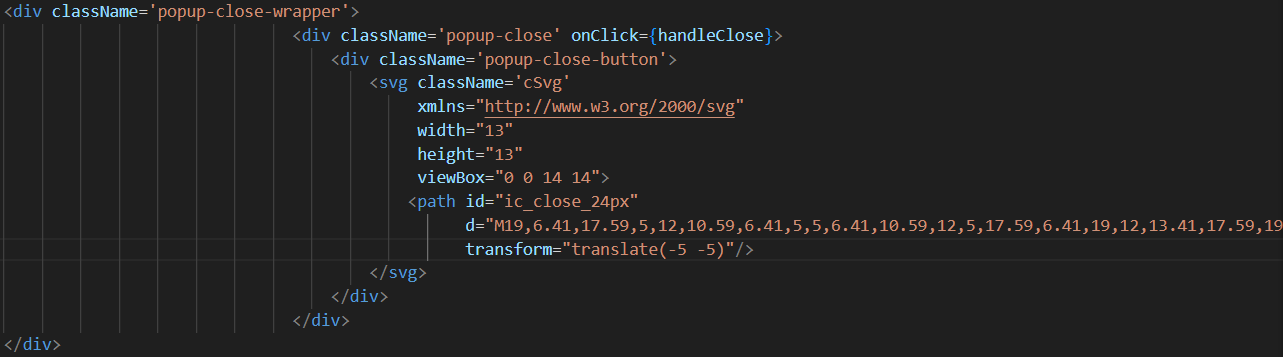 <div className='popup-close-wrapper'>
<div className='popup-close' onClick={handleClose}>
<div className='popup-close-button'>
<svg className='cSvg'
xmlns="http://www.w3.org/2000/svg"
width="13"
height="13"
viewBox="0 0 14 14">
<path id="ic_close_24px"
d="M19,6.41,17.59,5,12,10.59,6.41,5,5,6.41,10.59,12,5,17.59,6.41,19,12,13.41,17.59,19
transform="translate(-5 -5)"/>
</svg>
</div>
</div>
</div>